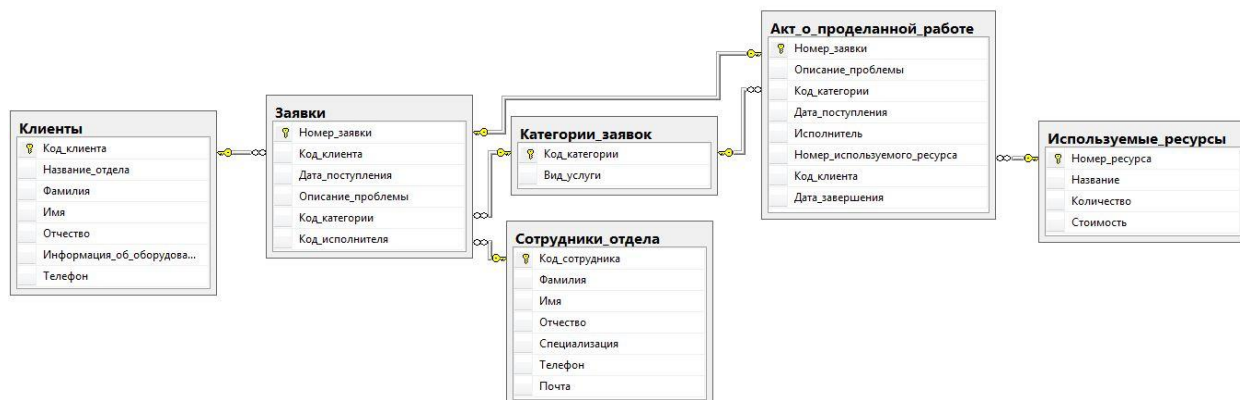 Клиенты
Код_клиента
Название_отдела
Фамилия
Имя
Отчество
Информация_об_оборудова...
Телефон
Заявки
Номер_заявки
Код_клиента
Дата_поступления
Описание_проблемы
Код_категории
Код_исполнителя
Категории_заявок
Код_категории
Вид_услуги
Сотрудники_отдела
Код_сотрудника
Фамилия
Имя
Отчество
Специализация
Телефон
Почта
Акт_о_проделанной_работе
Номер_заявки
Описание_проблемы
Код_категории
Дата_поступления
Исполнитель
Номер_используемого_ресурса
Код_клиента
Дата_завершения
Используемые_ресурсы
Номер_ресурса
Название
Количество
Стоимость